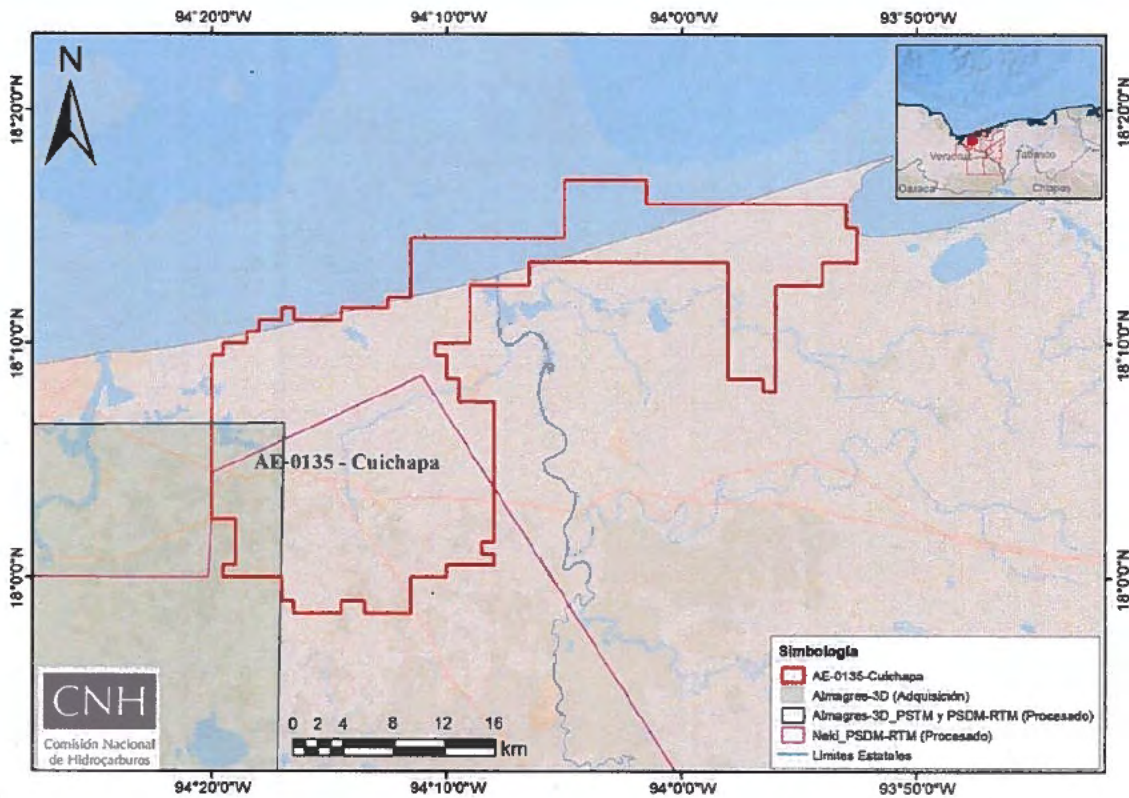 94°20'0"W 94°10'0"W 94°0'0"W 93°50'0"W
N
18°20'0"N
18°20'0"N
Veracruz
Tabasco
Oaxaca
Chiapas
18°10'0"N
18°10'0"N
AE-0135 - Cuichapa
18°0'0"N
18°0'0"N
CNH
Comisión Nacional
de Hidrocarburos
0 2 4 8 12 16
km
Simbología
AE-0135-Cuichapa
Almagres-3D (Adquisición)
Almagres-3D_PSTM y PSDM-RTM (Procesado)
Neki_PSDM-RTM (Procesado)
Límites Estatales
94°20'0"W 94°10'0"W 94°0'0"W 93°50'0"W